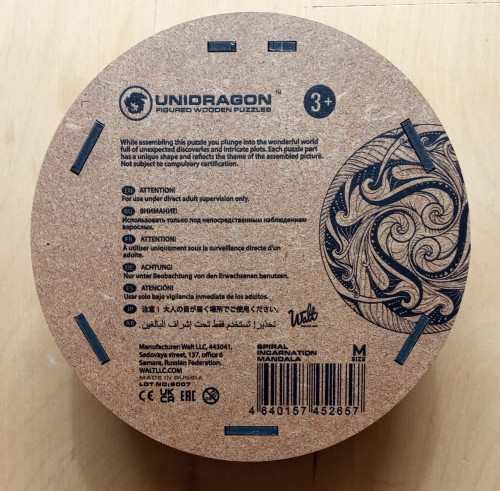 UNIDRAGON™
FIGURED WOODEN PUZZLES
3+
While assembling this puzzle you plunge into the wonderful world
full of unexpected discoveries and intricate plots. Each puzzle part
has a unique shape and reflects the theme of the assembled picture.
Not subject to compulsory certification.
EN ATTENTION!
For use under direct adult supervision only.
RU ВНИМАНИЕ!
Использовать только под непосредственным наблюдением
взрослых.
FR ATTENTION!
À utiliser uniquement sous la surveillance directe d'un
adulte.
DE ACHTUNG!
Nur unter Beobachtung von den Erwachsenen benutzen.
ES ATENCIÓN!
Usar solo bajo vigilancia inmediata de los adultos.
注意！大人の目が届く場所でご使用ください。
تحذير! تستخدم فقط تحت إشراف البالغين
Walt
Manufacturer: Walt LLC, 443041,
Sadovaya street, 137, office 6
Samara, Russian Federation.
WALTLLC.COM
MADE IN RUSSIA
LOT NO:9007
CE UK CA EAC
SPIRAL
INCARNATION
MANDALA
M
SIZE
4 640157 452657